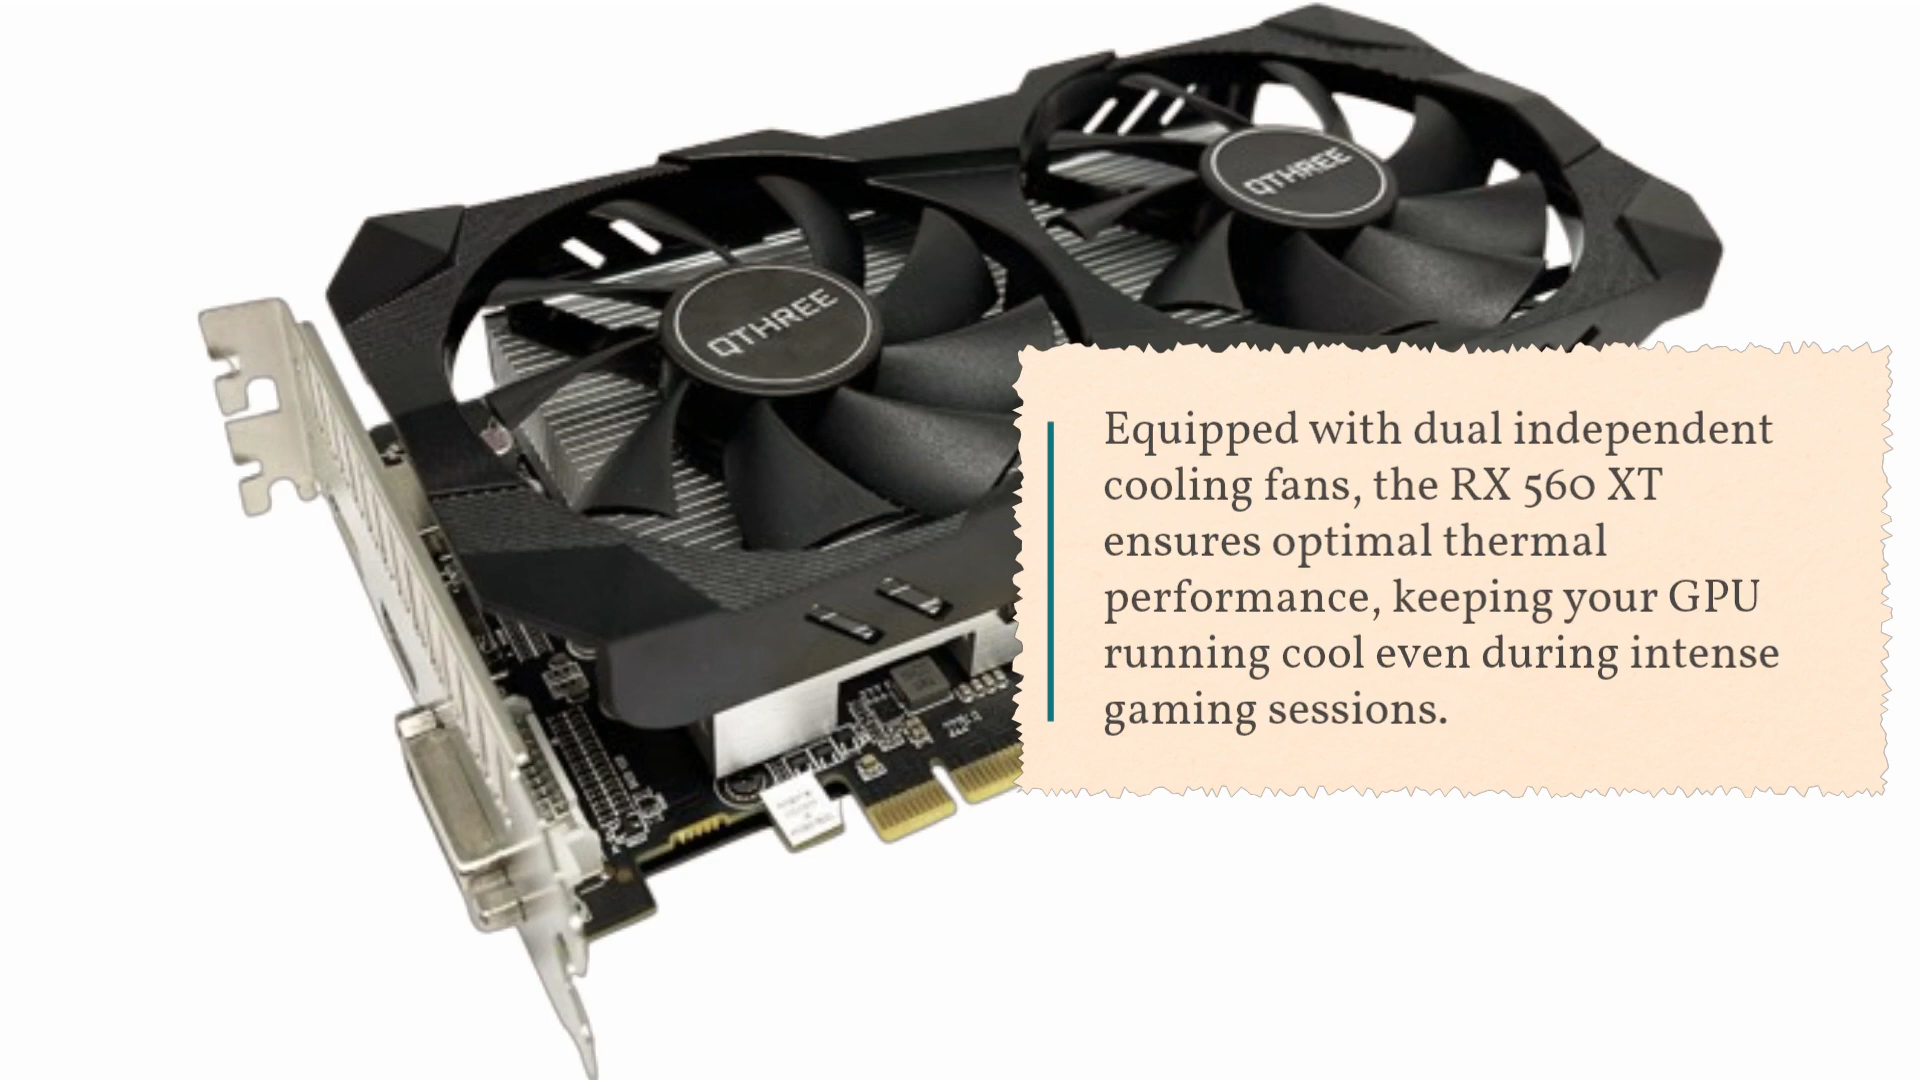 QTHREE
QTHREE
Equipped with dual independent
cooling fans, the RX 560 XT
ensures optimal thermal
performance, keeping your GPU
running cool even during intense
gaming sessions.